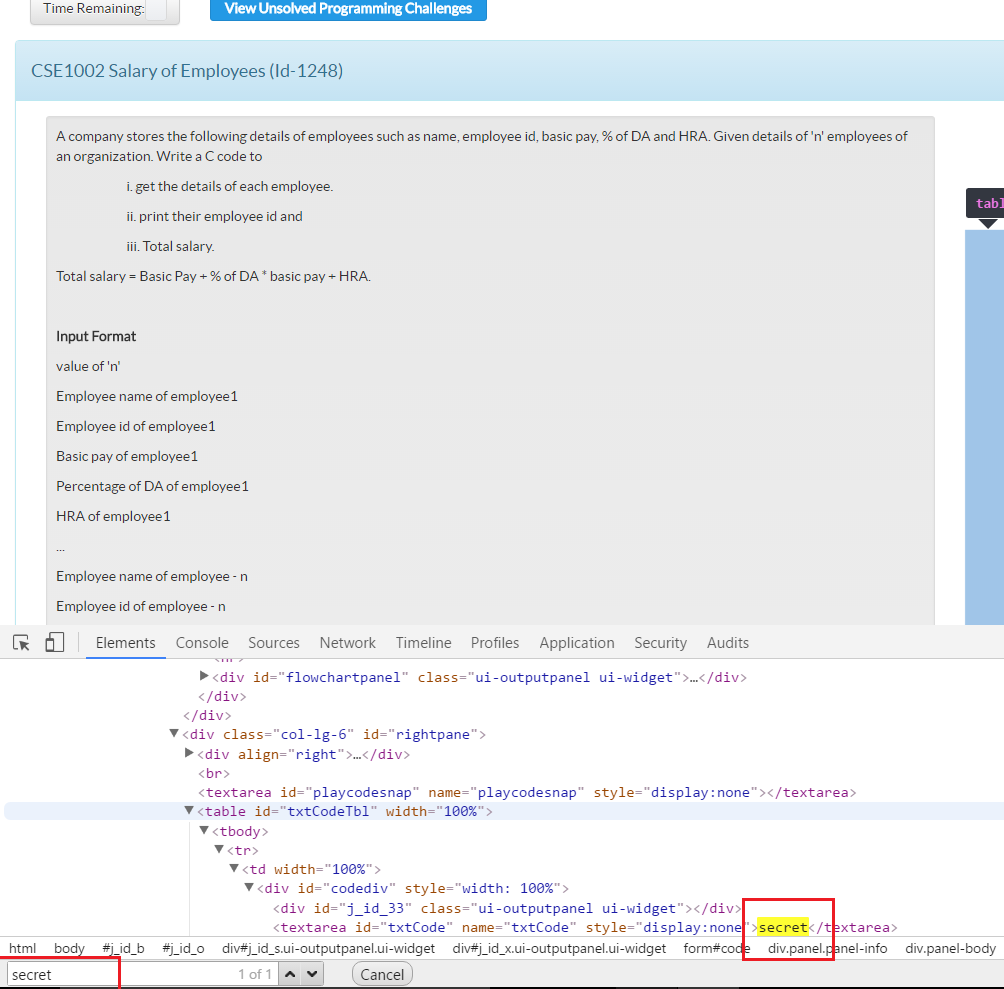 Time Remaining:
View Unsolved Programming Challenges
CSE1002 Salary of Employees (Id-1248)
A company stores the following details of employees such as name, employee id, basic pay, % of DA and HRA. Given details of 'n' employees of
an organization. Write a C code to
i. get the details of each employee.
ii. print their employee id and
iii. Total salary.
Total salary = Basic Pay + % of DA * basic pay + HRA.
Input Format
value of 'n'
Employee name of employee1
Employee id of employee1
Basic pay of employee1
Percentage of DA of employee1
HRA of employee1
...
Employee name of employee - n
Employee id of employee - n
tabl
Elements Console Sources Network Timeline Profiles Application Security Audits
<div id="flowchartpanel" class="ui-outputpanel ui-widget">…</div>
</div>
</div>
<div class="col-lg-6" id="rightpane">
<div align="right">…</div>
<br>
<textarea id="playcodesnap" name="playcodesnap" style="display:none"></textarea>
<table id="txtCodeTbl" width="100%">
<tbody>
<tr>
<td width="100%">
<div id="codediv" style="width: 100%">
<div id="j_id_33" class="ui-outputpanel ui-widget"></div>
<textarea id="txtCode" name="txtCode" style="display:none">secret</textarea>
html body #j_id_b #j_id_o div#j_id_s.ui-outputpanel.ui-widget div#j_id_x.ui-outputpanel.ui-widget form#code div.panel.panel-info div.panel-body
secret 1 of 1 Cancel